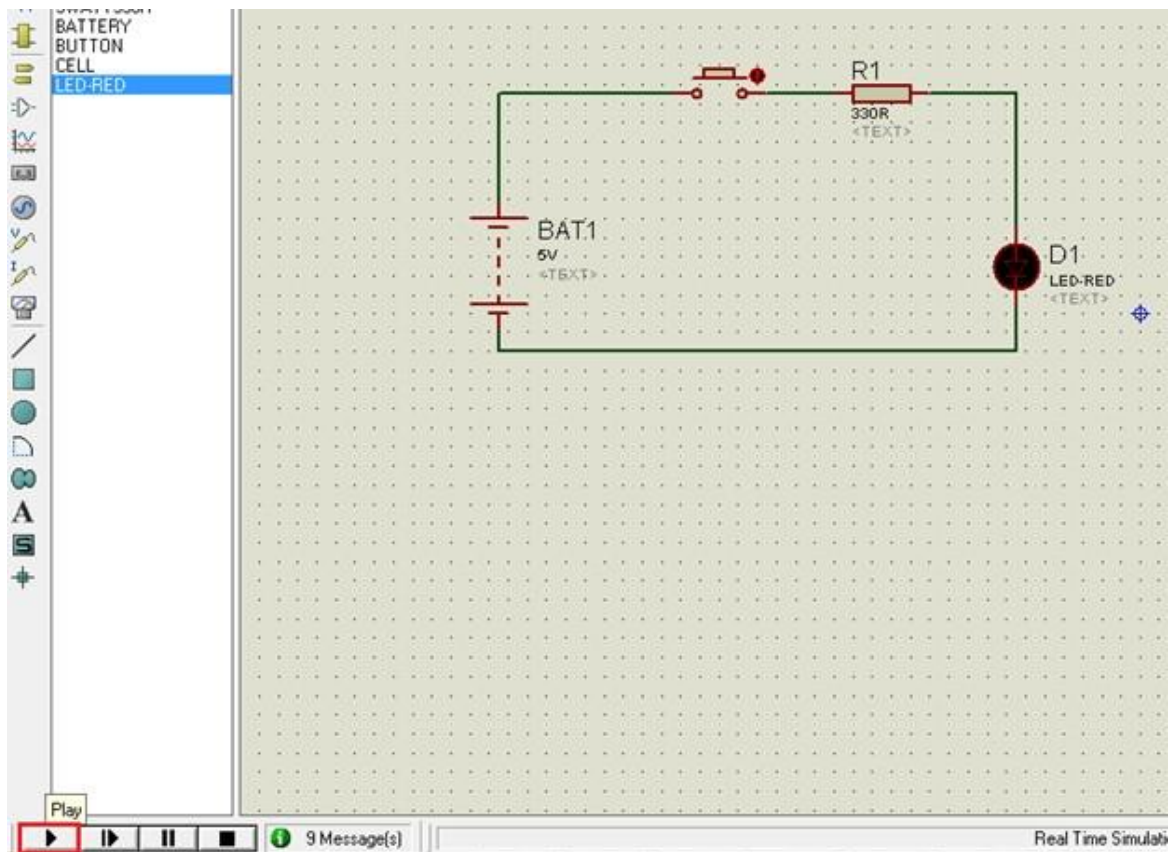 BATTERY
BUTTON
CELL
LED-RED
R1
330R
<TEXT>
BAT1
5V
<TEXT>
D1
LED-RED
<TEXT>
A
S
Play
9 Message(s)
Real Time Simulati